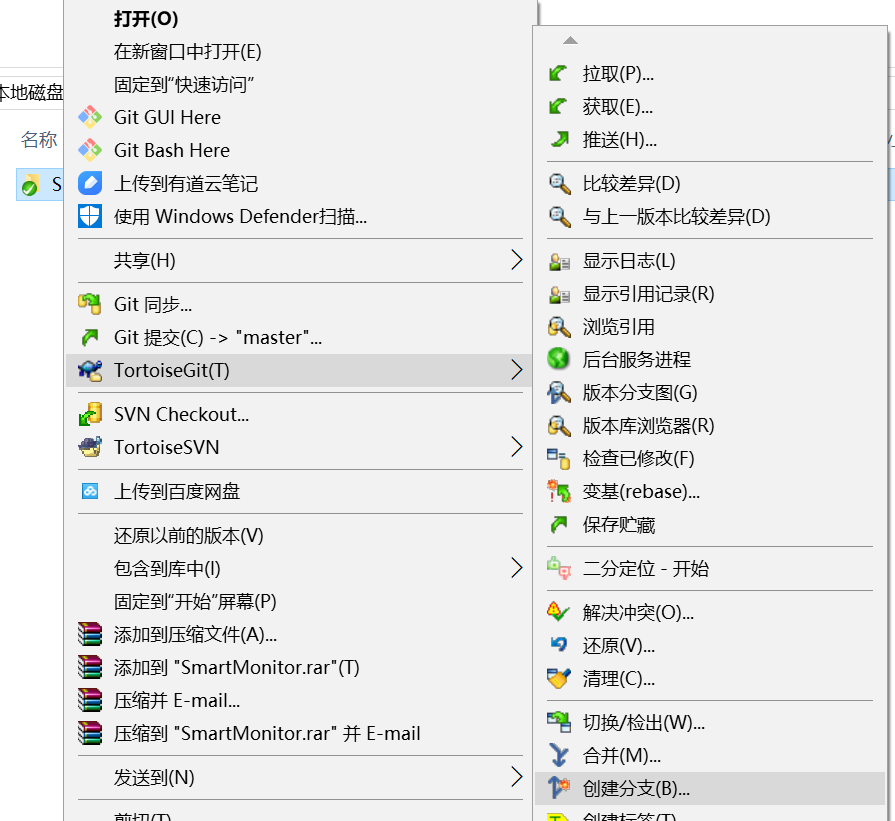 本地磁盘
名称
S
打开(O)
在新窗口中打开(E)
固定到“快速访问”
Git GUI Here
Git Bash Here
上传到有道云笔记
使用 Windows Defender扫描...
共享(H)
Git 同步...
Git 提交(C) -> "master"...
TortoiseGit(T)
SVN Checkout...
TortoiseSVN
上传到百度网盘
还原以前的版本(V)
包含到库中(I)
固定到“开始”屏幕(P)
添加到压缩文件(A)...
添加到 "SmartMonitor.rar"(T)
压缩并 E-mail...
压缩到 "SmartMonitor.rar" 并 E-mail
发送到(N)
剪切(T)
拉取(P)...
获取(E)...
推送(H)...
比较差异(D)
与上一版本比较差异(D)
显示日志(L)
显示引用记录(R)
浏览引用
后台服务进程
版本分支图(G)
版本库浏览器(R)
检查已修改(F)
变基(rebase)...
保存贮藏
二分定位 - 开始
解决冲突(O)...
还原(V)...
清理(C)...
切换/检出(W)...
合并(M)...
创建分支(B)...
创建标签(T)...